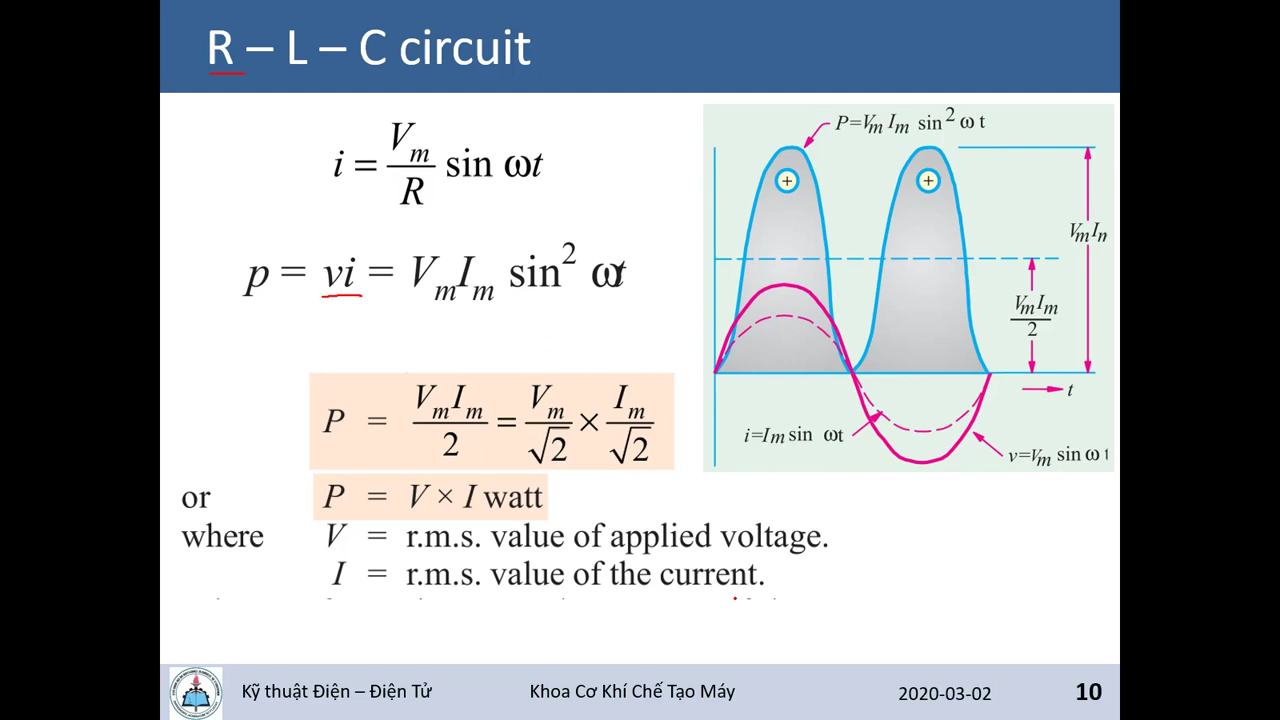 R – L – C circuit
i = V_m/R sin ωt
p = vi = V_m I_m sin² ωt
P = V_m I_m/2 = V_m/√2 × I_m/√2
or P = V × I watt
where V = r.m.s. value of applied voltage.
I = r.m.s. value of the current.
P=V_m I_m sin² ω t
+ +
V_m I_n
V_m I_m/2
t
i=I_m sin ωt
v=V_m sin ω t
Kỹ thuật Điện – Điện Tử Khoa Cơ Khí Chế Tạo Máy 2020-03-02 10